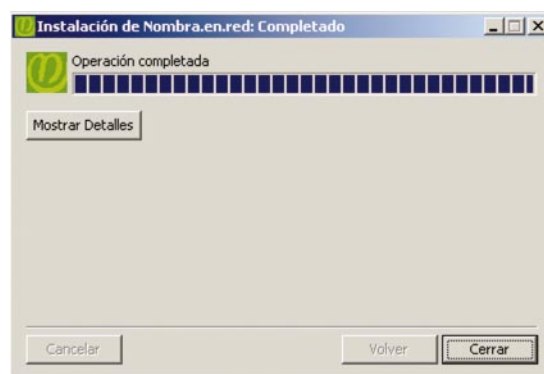 Instalación de Nombra.en.red: Completado
Operación completada
Mostrar Detalles
Cancelar
Volver
Cerrar